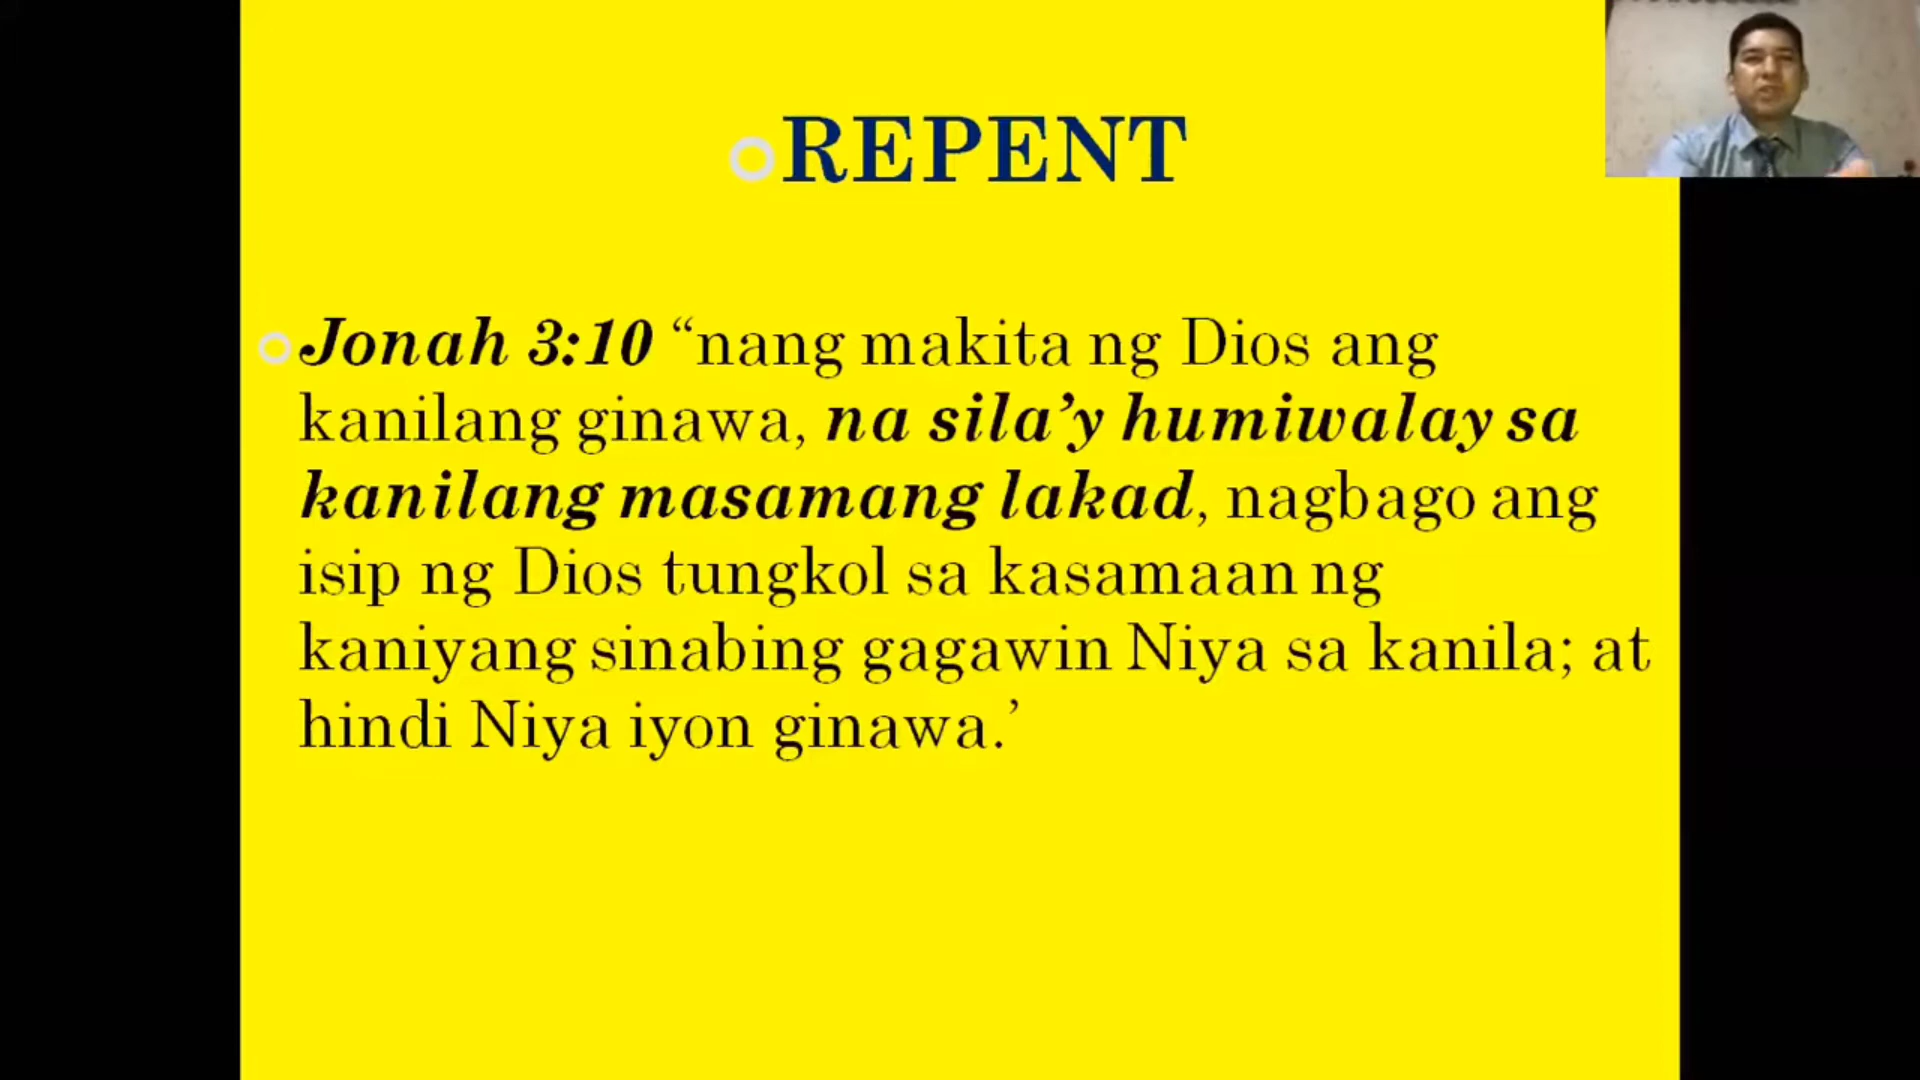 REPENT
Jonah 3:10 “nang makita ng Dios ang
kanilang ginawa, na sila’y humiwalay sa
kanilang masamang lakad, nagbago ang
isip ng Dios tungkol sa kasamaan ng
kaniyang sinabing gagawin Niya sa kanila; at
hindi Niya iyon ginawa.’